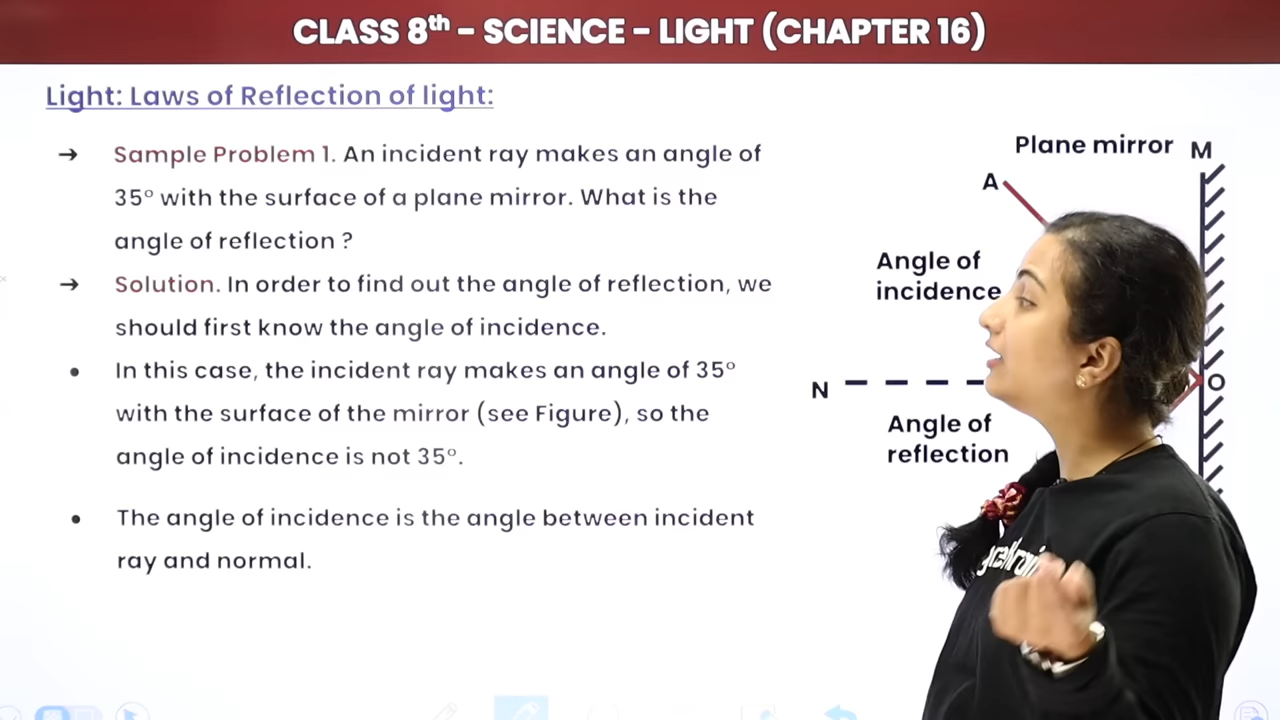 CLASS 8th – SCIENCE – LIGHT (CHAPTER 16)
Light: Laws of Reflection of light:
→ Sample Problem 1. An incident ray makes an angle of
35° with the surface of a plane mirror. What is the
angle of reflection ?
→ Solution. In order to find out the angle of reflection, we
should first know the angle of incidence.
• In this case, the incident ray makes an angle of 35°
with the surface of the mirror (see Figure), so the
angle of incidence is not 35°.
• The angle of incidence is the angle between incident
ray and normal.
Plane mirror M
A
Angle of
incidence
N
O
Angle of
reflection